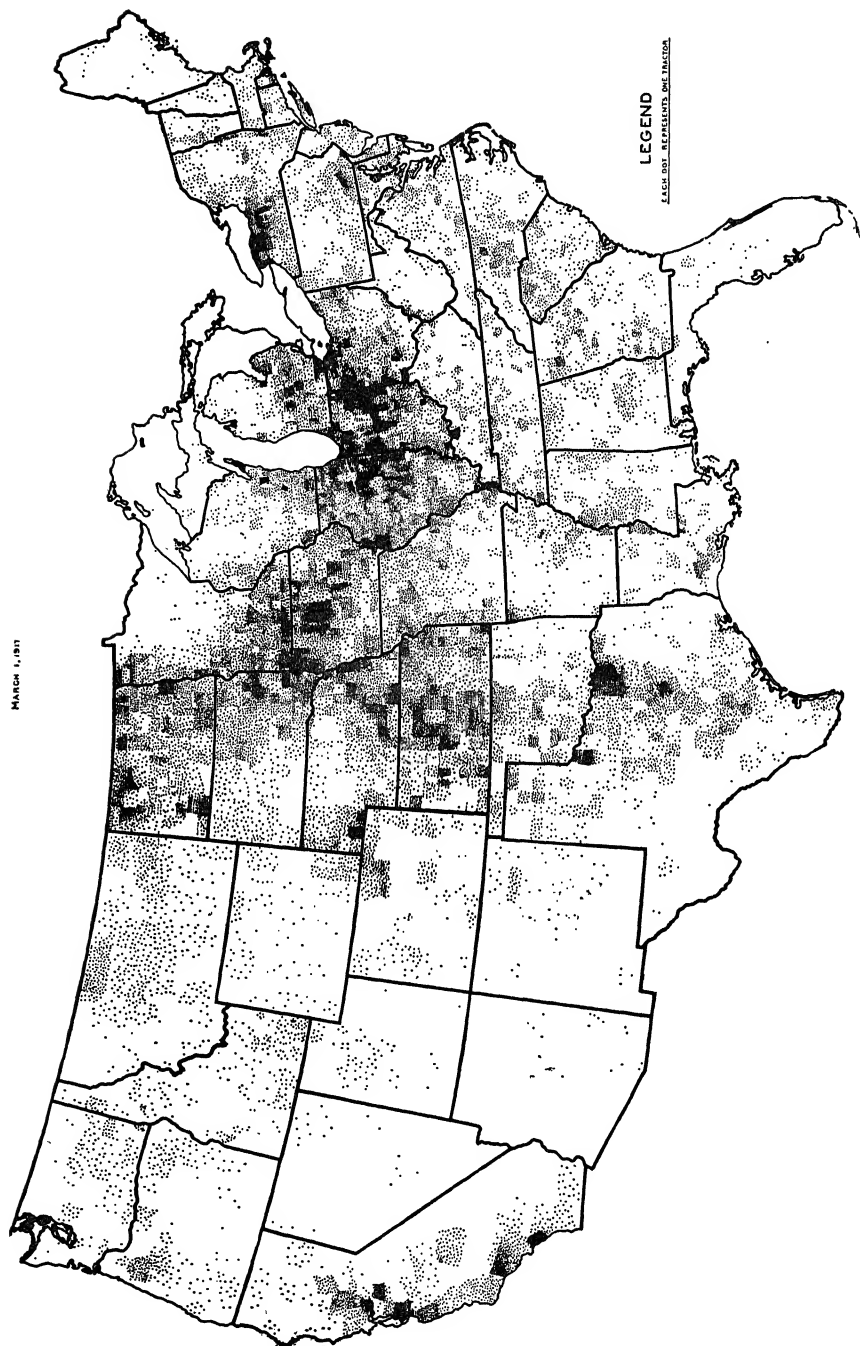 MARCH 1, 1917
LEGEND
EACH DOT REPRESENTS ONE TRACTOR